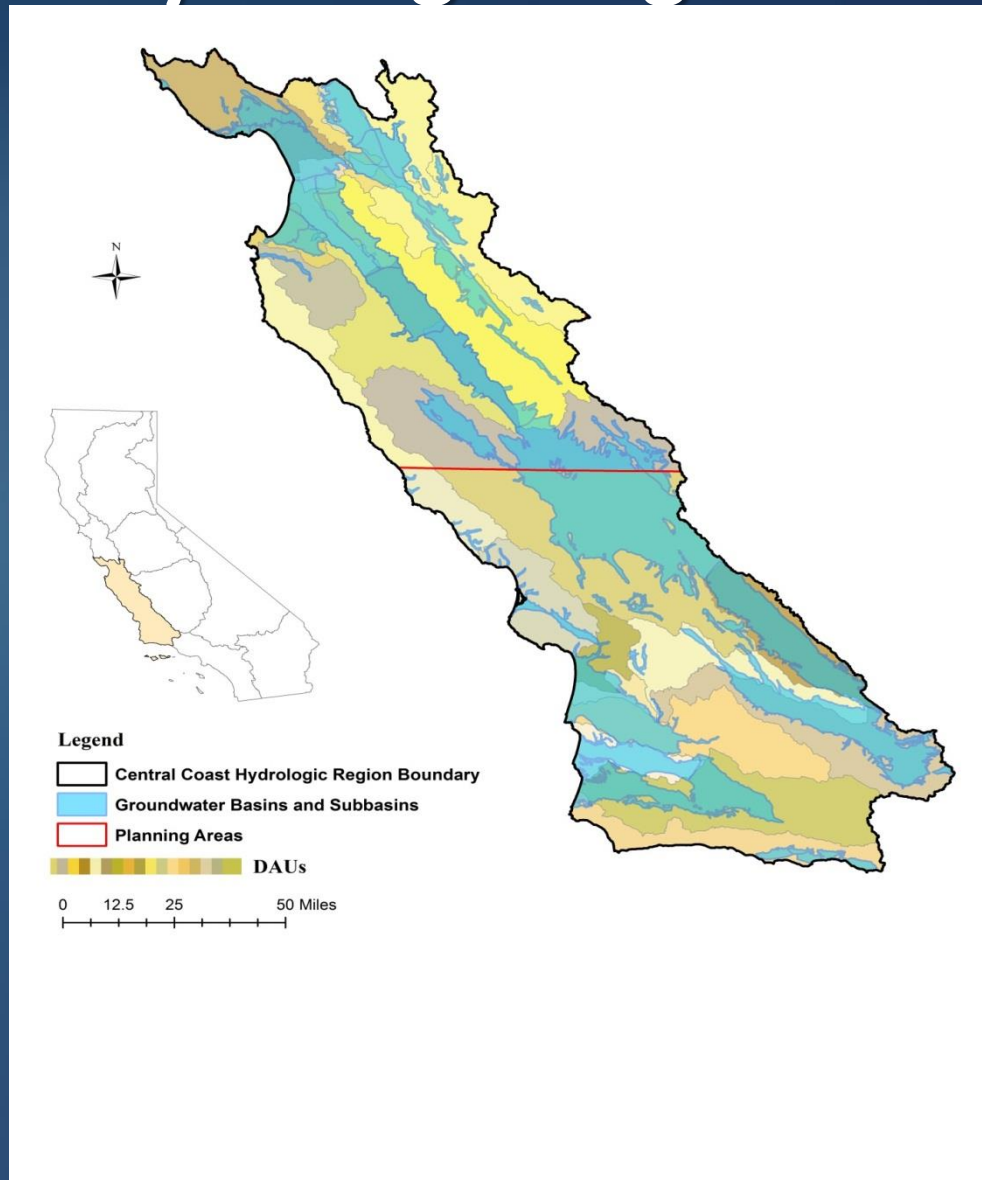 N
Legend
Central Coast Hydrologic Region Boundary
Groundwater Basins and Subbasins
Planning Areas
DAUs
0 12.5 25 50 Miles